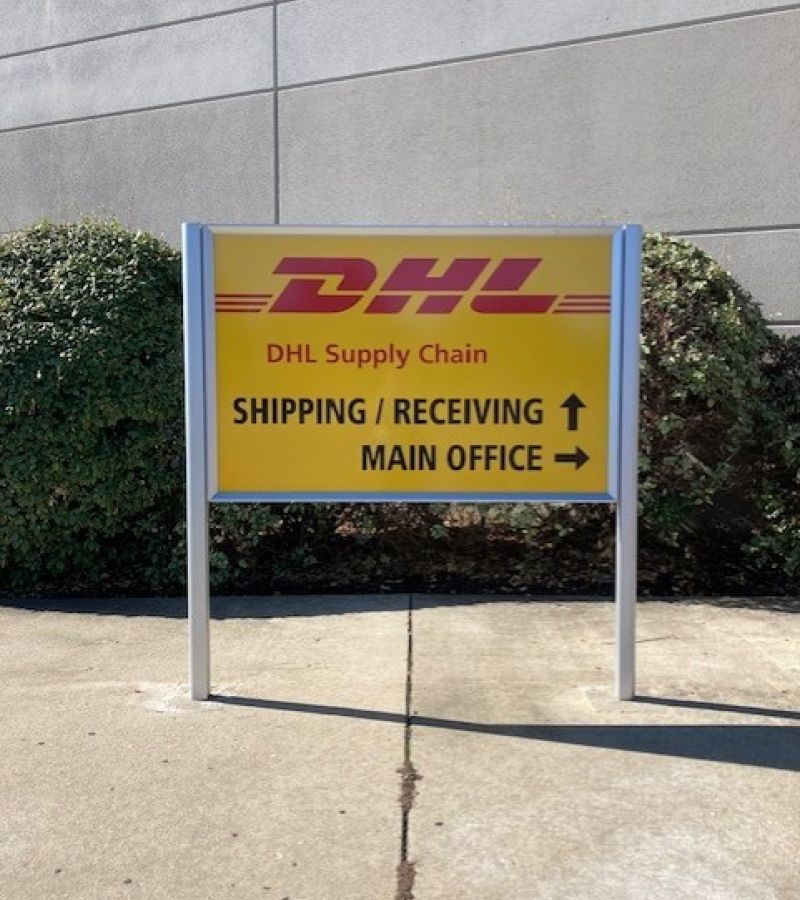 DHL
DHL Supply Chain
SHIPPING / RECEIVING ↑
MAIN OFFICE →